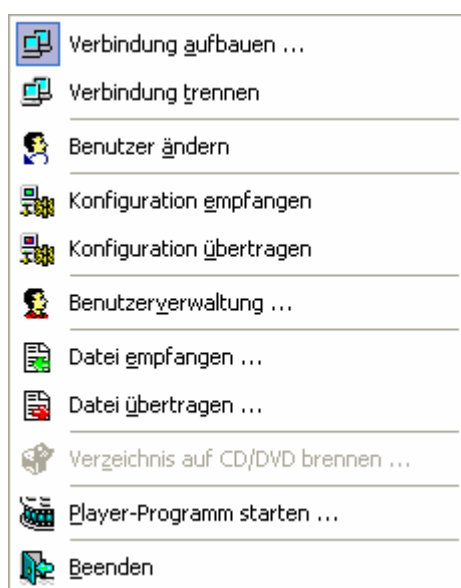 Verbindung aufbauen ...
Verbindung trennen
Benutzer ändern
Konfiguration empfangen
Konfiguration übertragen
Benutzerverwaltung ...
Datei empfangen ...
Datei übertragen ...
Verzeichnis auf CD/DVD brennen ...
Player-Programm starten ...
Beenden